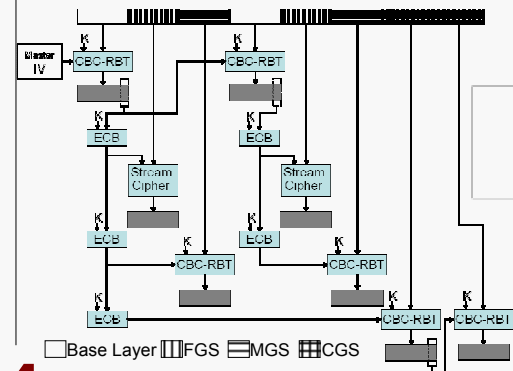 K
K
Master
IV
CBC-RBT
CBC-RBT
K
K
ECB
ECB
Stream
Cipher
Stream
Cipher
K
K
ECB
ECB
K
K
CBC-RBT
CBC-RBT
K
K
K
ECB
CBC-RBT
CBC-RBT
Base Layer FGS MGS CGS